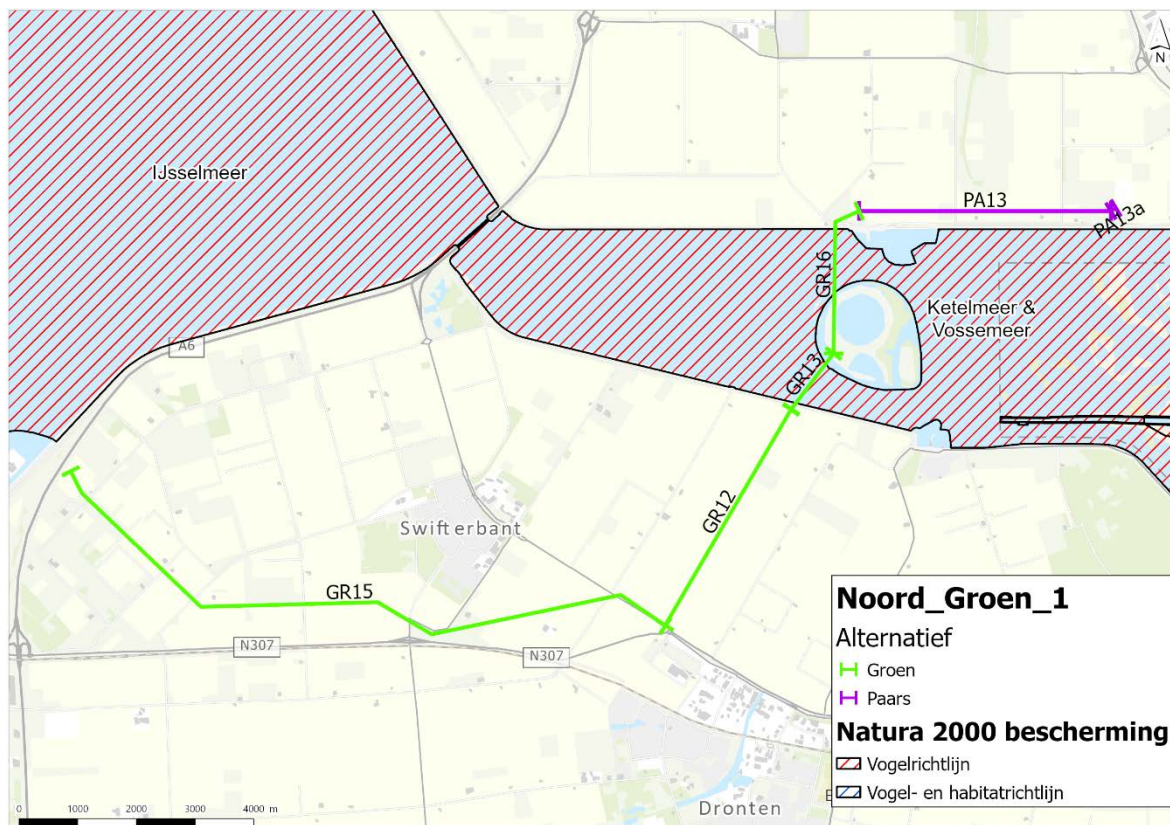 N
IJsselmeer
PA13
PA13a
GR16
Ketelmeer &
Vossemeer
A6
GR13
GR12
Swifterbant
GR15
N307
N307
Dronten
Noord_Groen_1
Alternatief
Groen
Paars
Natura 2000 bescherming
Vogelrichtlijn
Vogel- en habitatrichtlijn
0 1000 2000 3000 4000 m